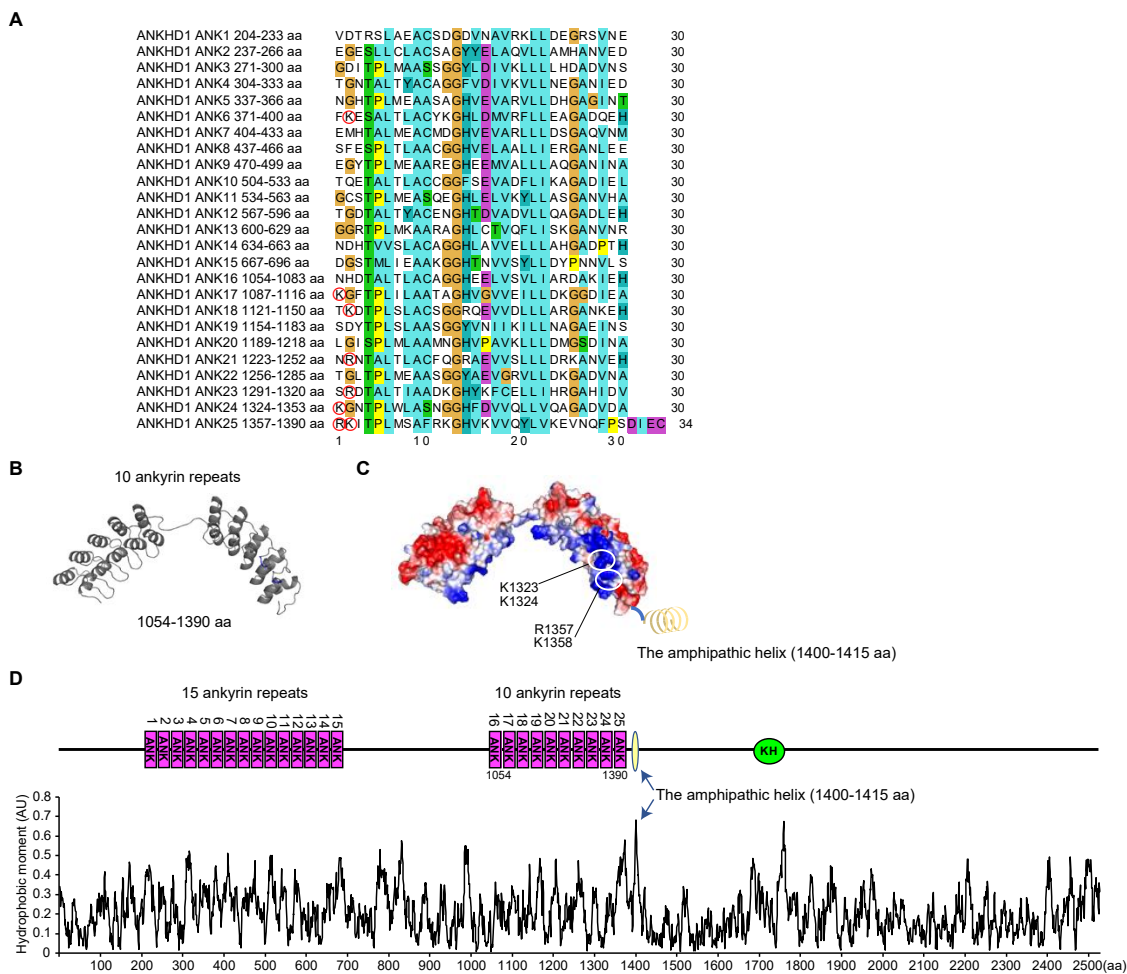 A
ANKHD1 ANK1 204-233 aa VDTRSLAEACSDGDVNAVRKLLDEGRSVNE 30
ANKHD1 ANK2 237-266 aa EGESLLCLACSAGYYELAQVLLAMHANVED 30
ANKHD1 ANK3 271-300 aa GDITPLMAASSGGYLDIVKLLLLHDADVNS 30
ANKHD1 ANK4 304-333 aa TGNTALTYACAGGFVDIVKVLLNEGANIED 30
ANKHD1 ANK5 337-366 aa NGHTPLMEAASAGHVEVARVLLDHGAGINT 30
ANKHD1 ANK6 371-400 aa FKESALTLACYKGHLDMVRFLLEAGADQEH 30
ANKHD1 ANK7 404-433 aa EMHTALMEACMDGHVEVARLLLDSGAQVNM 30
ANKHD1 ANK8 437-466 aa SFESPLTLAACGGHVELAALLIERGANLEE 30
ANKHD1 ANK9 470-499 aa EGYTPLMEAAREGHEEMVALLLAQGANINA 30
ANKHD1 ANK10 504-533 aa TQETALTLACCGGFSEVADFLIKAGADIEL 30
ANKHD1 ANK11 534-563 aa GCSTPLMEASQEGHLELVKYLLASGANVHA 30
ANKHD1 ANK12 567-596 aa TGDTALTYACENGHTDVADVLLQAGADLEH 30
ANKHD1 ANK13 600-629 aa GGRTPLMKAARAGHLCTVQFLISKGANVNR 30
ANKHD1 ANK14 634-663 aa NDHTVVSLACAGGHLAVVELLLAHGADPTH 30
ANKHD1 ANK15 667-696 aa DGSTMLIEAAKGGHTNVVSYLLDYPNNVLS 30
ANKHD1 ANK16 1054-1083 aa NHDTALTLACAGGHEELVSVLIARDAKIEH 30
ANKHD1 ANK17 1087-1116 aa KGFTPLILAATAGHVGVVEILLDKGGDIEA 30
ANKHD1 ANK18 1121-1150 aa TKDTPLSLACSGGRQEVVDLLLARGANKEH 30
ANKHD1 ANK19 1154-1183 aa SDYTPLSLAASGGYVNIIKILLNAGAEINS 30
ANKHD1 ANK20 1189-1218 aa LGISPLMLAAMNGHVPAVKLLLDMGSDINA 30
ANKHD1 ANK21 1223-1252 aa NRNTALTLACFQGRAEVVSLLLDRKANVEH 30
ANKHD1 ANK22 1256-1285 aa TGLTPLMEAASGGYAEVGRVLLDKGADVNA 30
ANKHD1 ANK23 1291-1320 aa SRDTALTIAADKGHYKFCELLIHRGAHIDV 30
ANKHD1 ANK24 1324-1353 aa KGNTPLWLASNGGHFDVVQLLVQAGADVDA 30
ANKHD1 ANK25 1357-1390 aa RKITPLMSAFRKGHVKVVQYLVKEVNQFPSDIEC 34
1 10 20 30
B
10 ankyrin repeats
1054-1390 aa
C
K1323
K1324
R1357
K1358
The amphipathic helix (1400-1415 aa)
D
15 ankyrin repeats
10 ankyrin repeats
1 2 3 4 5 6 7 8 9 10 11 12 13 14 15
16 17 18 19 20 21 22 23 24 25
ANK ANK ANK ANK ANK ANK ANK ANK ANK ANK ANK ANK ANK ANK ANK
ANK ANK ANK ANK ANK ANK ANK ANK ANK ANK
KH
1054 1390
The amphipathic helix (1400-1415 aa)
Hydrophobic moment (AU)
0.8
0.7
0.6
0.5
0.4
0.3
0.2
0.1
0
100 200 300 400 500 600 700 800 900 1000 1100 1200 1300 1400 1500 1600 1700 1800 1900 2000 2100 2200 2300 2400 2500 (aa)